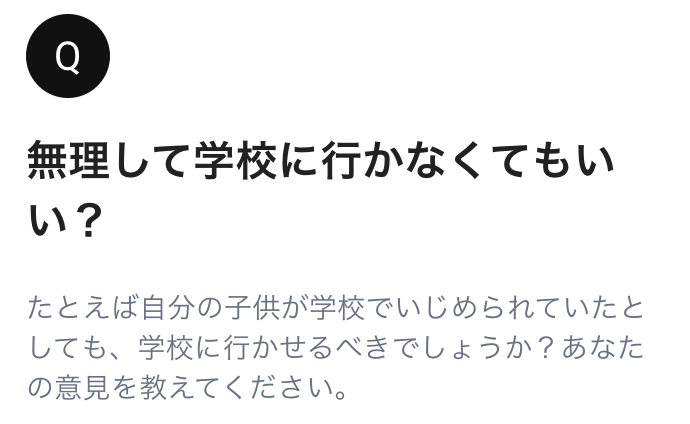 Q
無理して学校に行かなくてもい
い？
たとえば自分の子供が学校でいじめられていたと
しても、学校に行かせるべきでしょうか？あなた
の意見を教えてください。